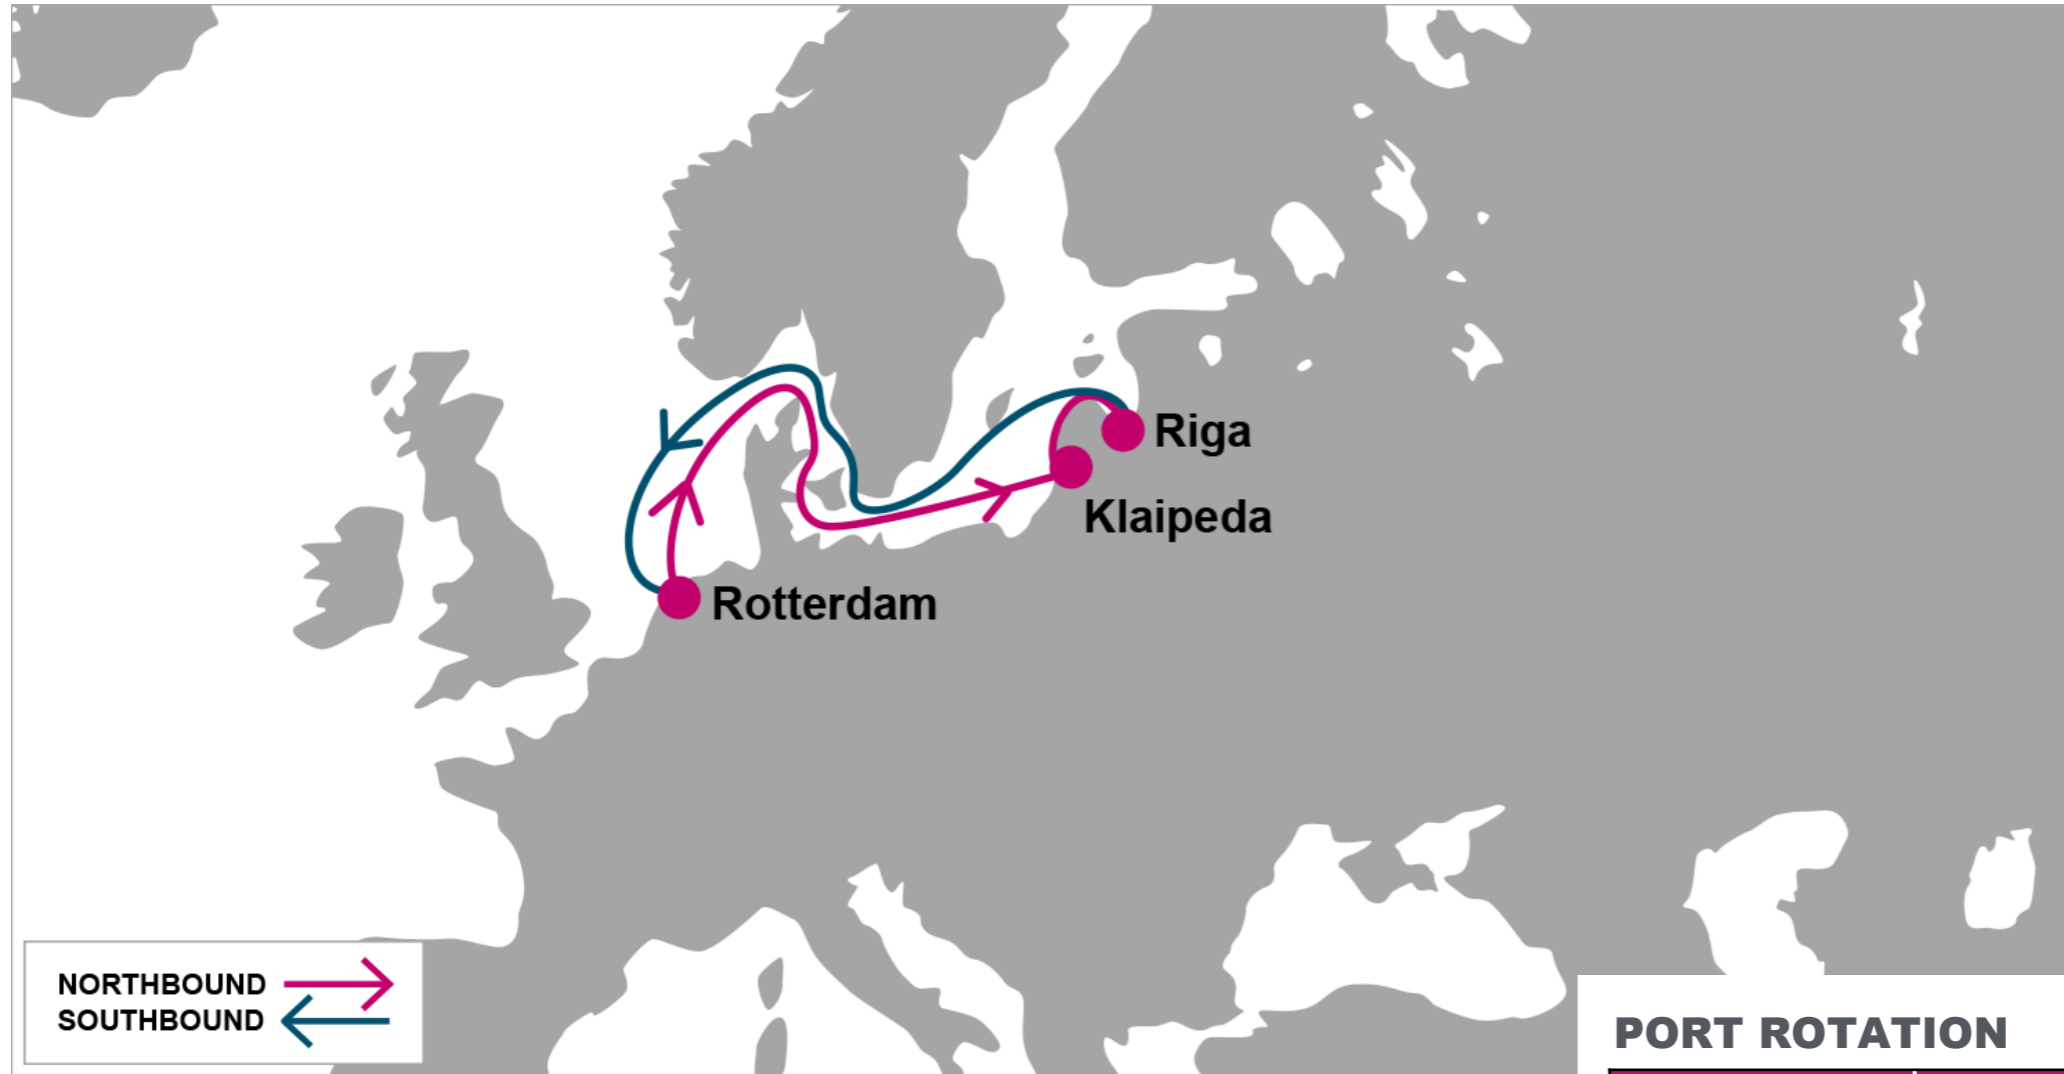 Riga
Klaipeda
Rotterdam
NORTHBOUND
SOUTHBOUND
PORT ROTATION